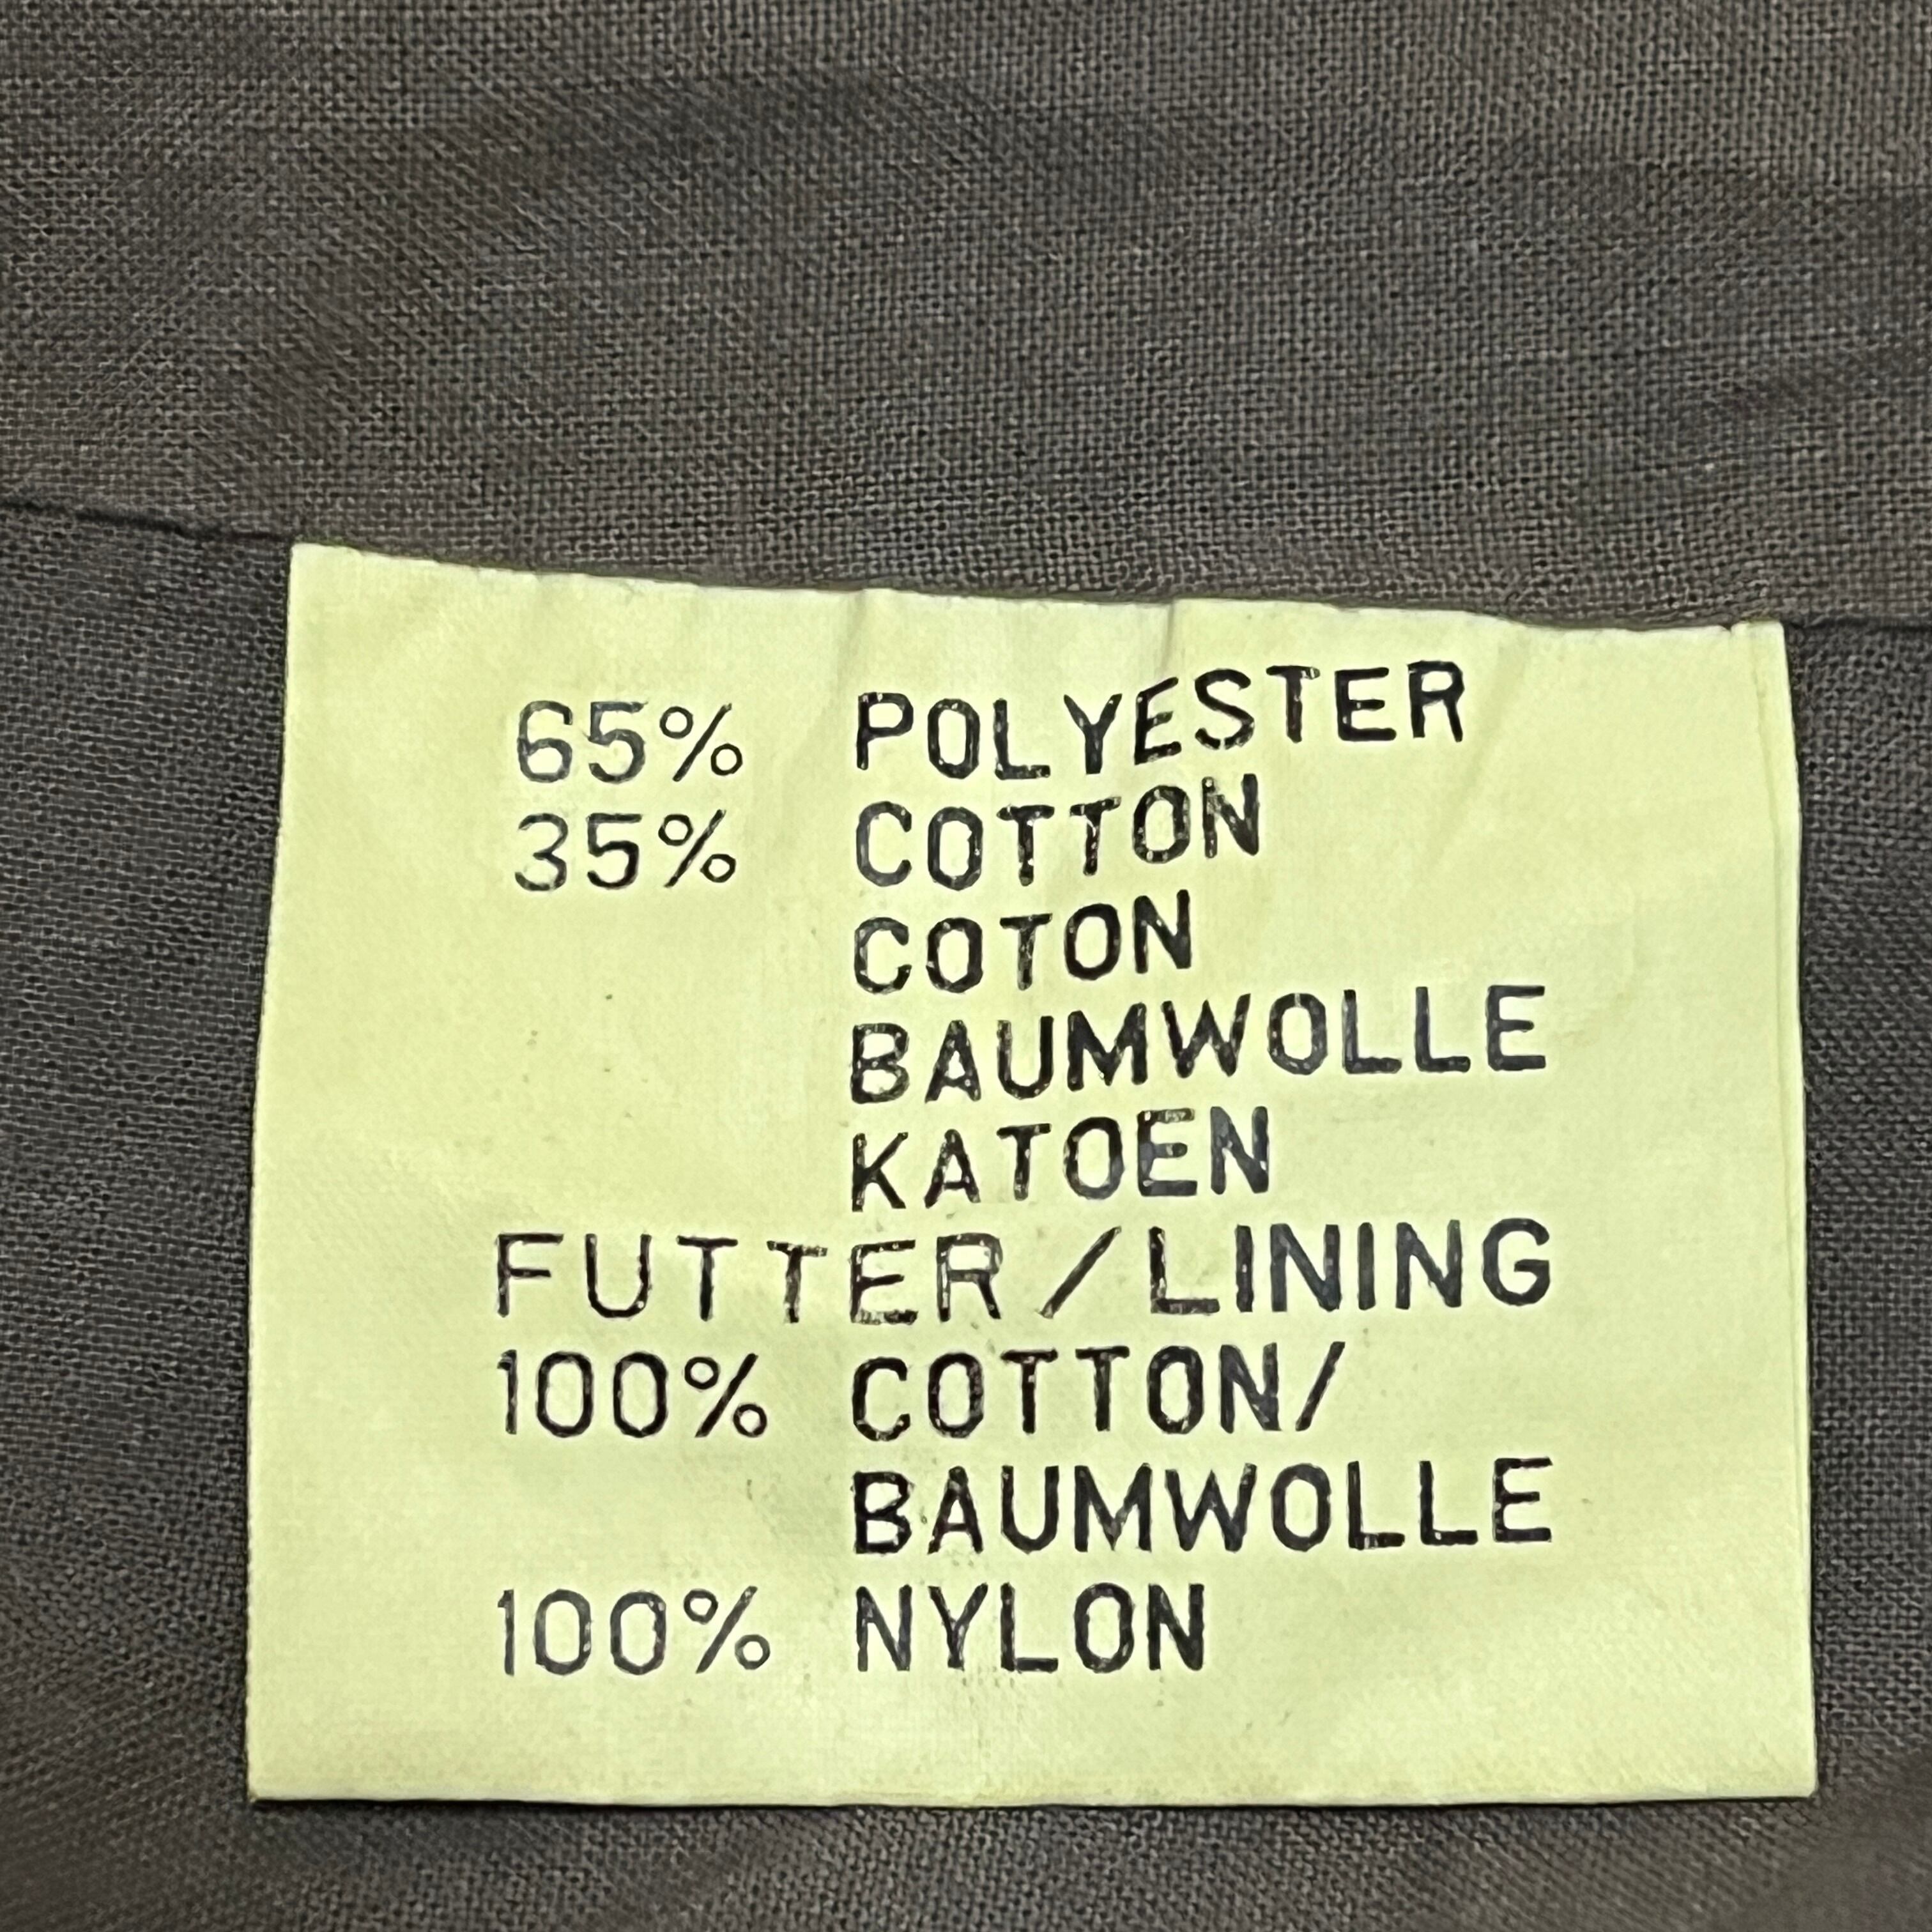 65% POLYESTER
35% COTTON
COTON
BAUMWOLLE
KATOEN
FUTTER/LINING
100% COTTON/
BAUMWOLLE
100% NYLON